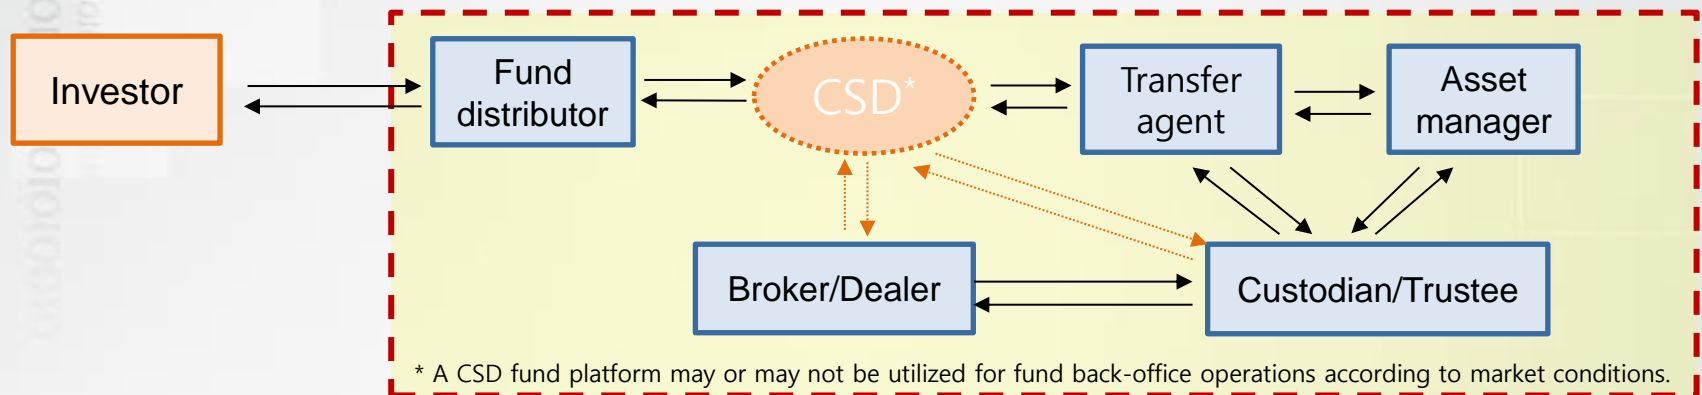 Investor
Fund
distributor
CSD*
Transfer
agent
Asset
manager
Broker/Dealer
Custodian/Trustee
* A CSD fund platform may or may not be utilized for fund back-office operations according to market conditions.